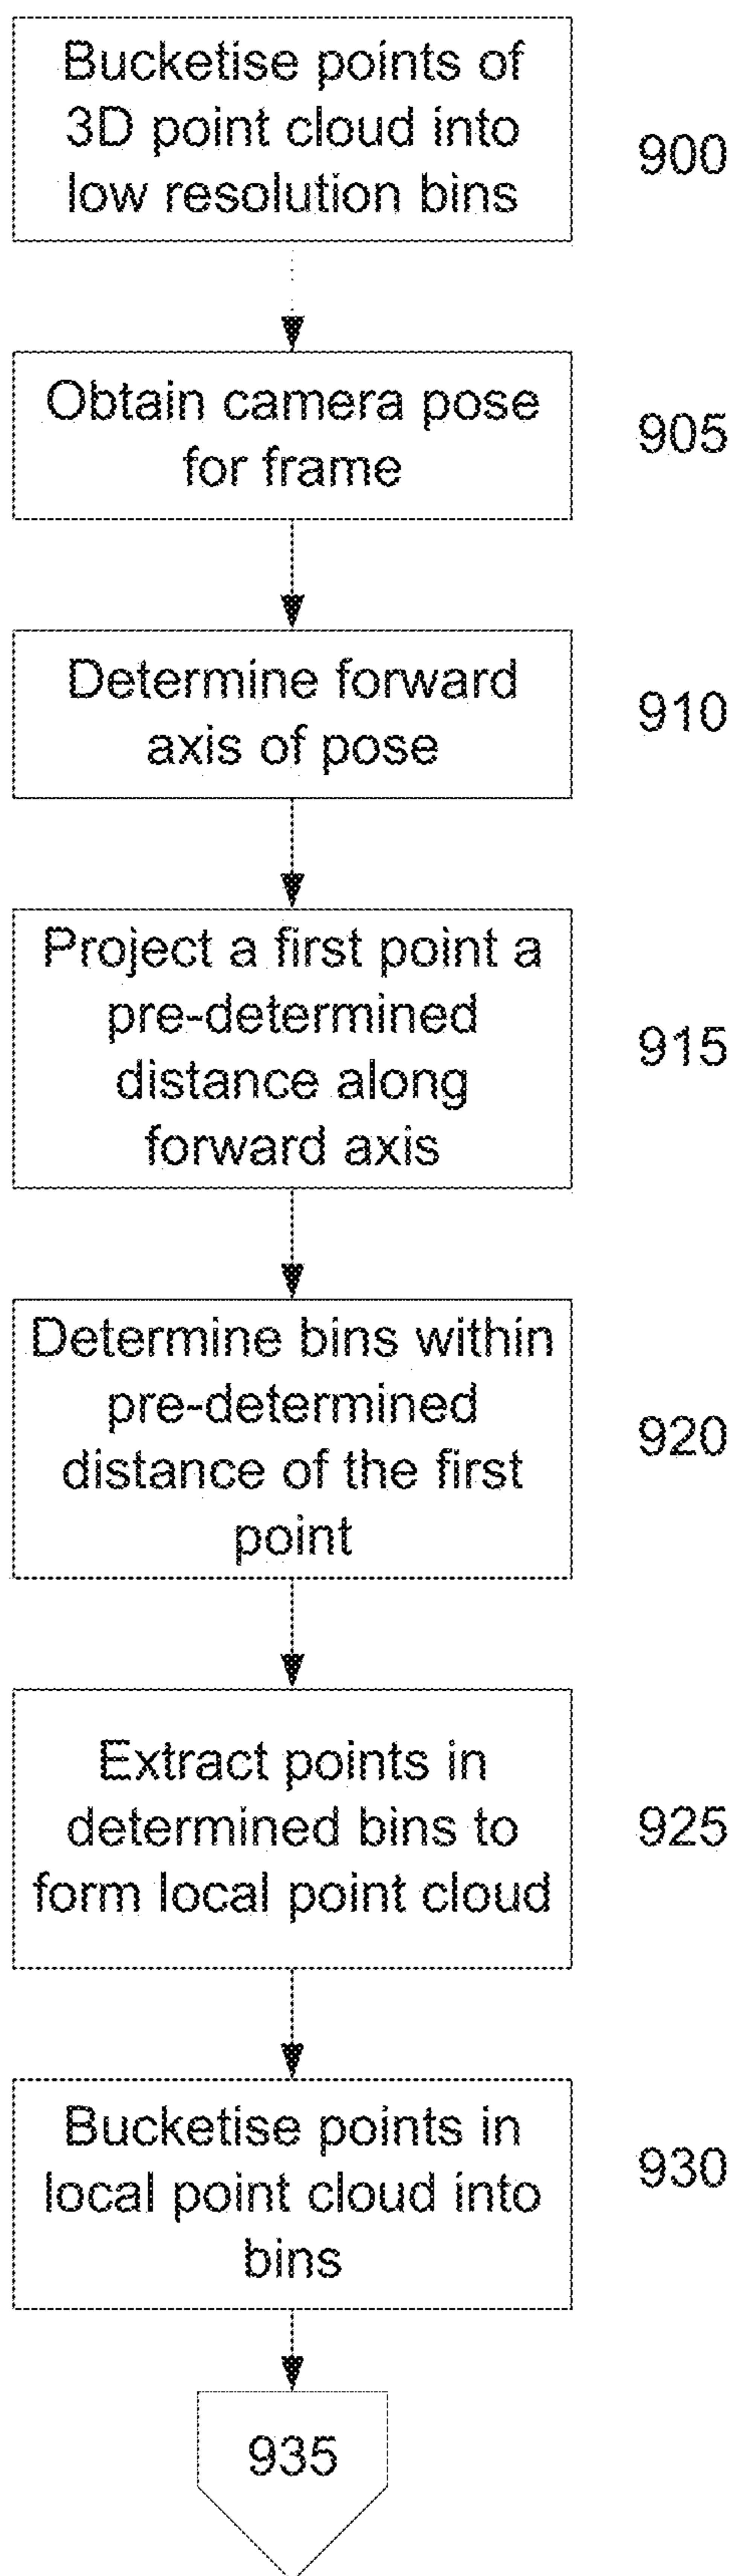 Bucketise points of
3D point cloud into
low resolution bins
900
Obtain camera pose
for frame
905
Determine forward
axis of pose
910
Project a first point a
pre-determined
distance along
forward axis
915
Determine bins within
pre-determined
distance of the first
point
920
Extract points in
determined bins to
form local point cloud
925
Bucketise points in
local point cloud into
bins
930
935